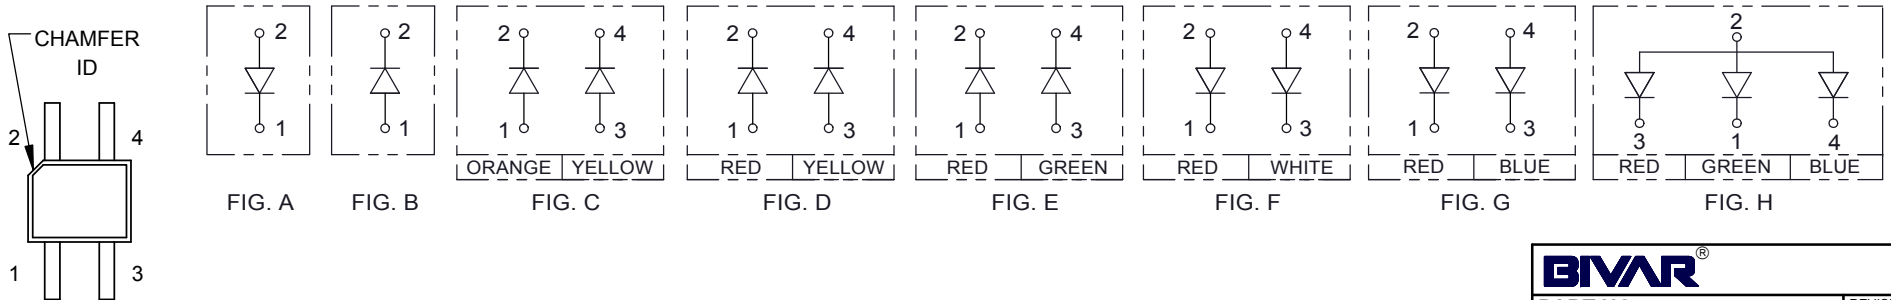 CHAMFER
ID
2
4
1
3
2
1
FIG. A
2
1
FIG. B
2 4
1 3
ORANGE YELLOW
FIG. C
2 4
1 3
RED YELLOW
FIG. D
2 4
1 3
RED GREEN
FIG. E
2 4
1 3
RED WHITE
FIG. F
2 4
1 3
RED BLUE
FIG. G
2
3 1 4
RED GREEN BLUE
FIG. H
BIVAR®